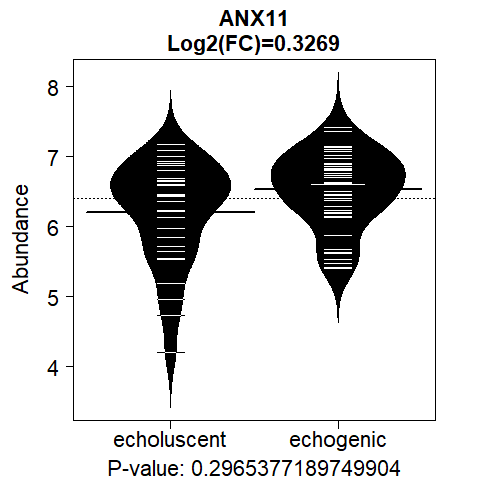 ANX11
Log2(FC)=0.3269
Abundance
8
7
6
5
4
echoluscent echogenic
P-value: 0.2965377189749904